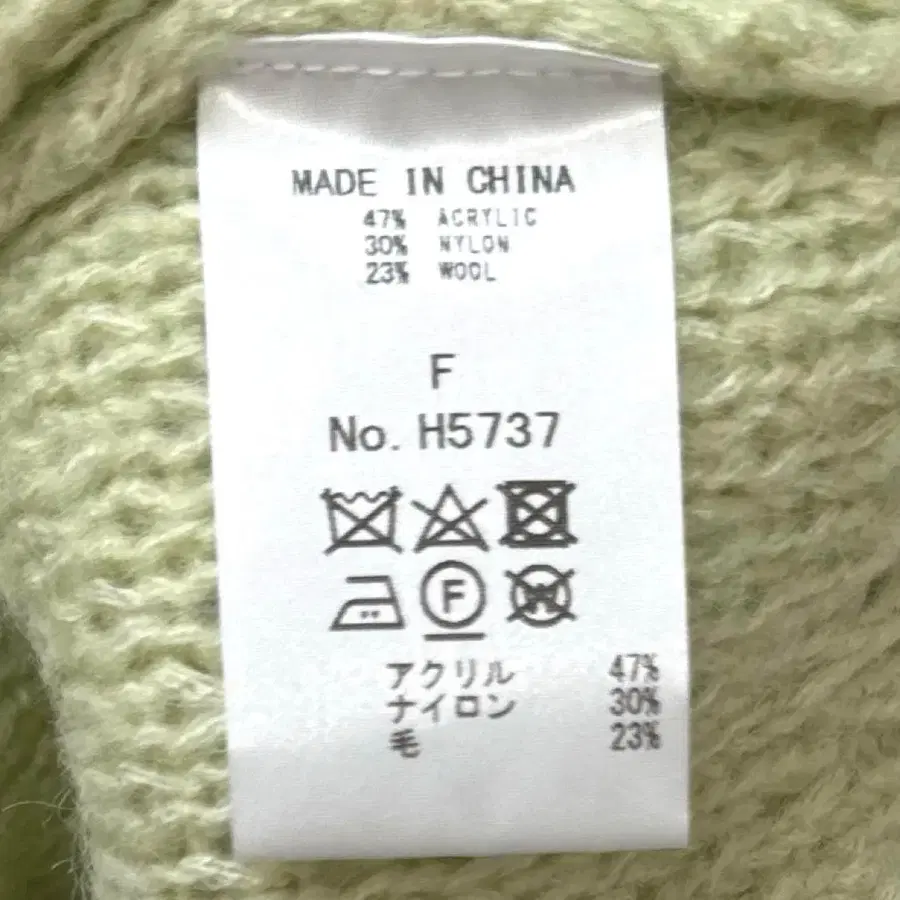 MADE IN CHINA
47% ACRYLIC
30% NYLON
23% WOOL
F
No. H5737
F W
アクリル 47%
ナイロン 30%
毛 23%